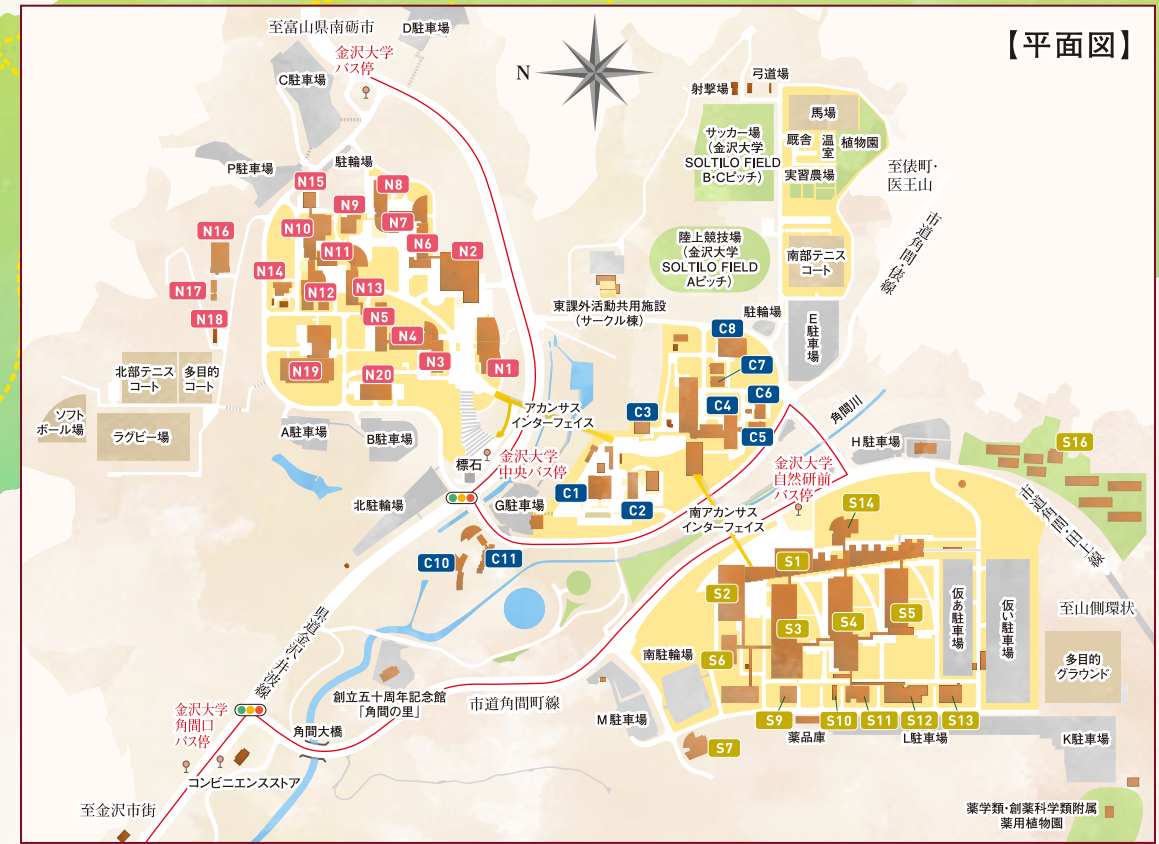 【平面図】
至富山県南砺市
D駐車場
金沢大学
バス停
C駐車場
N
射撃場
弓道場
馬場
サッカー場
(金沢大学
SOLTILO FIELD
B・Cピッチ)
厩舎
温室
植物園
実習農場
至俵町・
医王山
P駐車場
駐輪場
N15
N8
N9
N7
N16
N10
N6
N2
N11
市道角間・俵線
陸上競技場
(金沢大学
SOLTILO FIELD
Aピッチ)
南部テニス
コート
N14
N12
N13
N17
N18
N5
N4
N3
N1
N19
N20
東課外活動共用施設
(サークル棟)
駐輪場
E駐車場
C8
C7
C6
C4
C3
C5
北部テニス
コート
多目的
コート
ソフト
ボール場
ラグビー場
A駐車場
B駐車場
アカンサス
インターフェイス
角間川
H駐車場
S16
標石
金沢大学
中央バス停
金沢大学
自然研前
バス停
北駐輪場
G駐車場
C1
C2
南アカンサス
インターフェイス
S14
市道角間・田上線
C10
C11
S1
S2
S3
S4
S5
仮あ駐車場
仮い駐車場
至山側環状
県道金沢・井波線
南駐輪場
S6
多目的
グラウンド
創立五十周年記念館
「角間の里」
市道角間町線
M駐車場
S9
S10
S11
S12
S13
薬品庫
L駐車場
K駐車場
S7
金沢大学
角間口
バス停
角間大橋
コンビニエンスストア
至金沢市街
薬学類・創薬科学類附属
薬用植物園